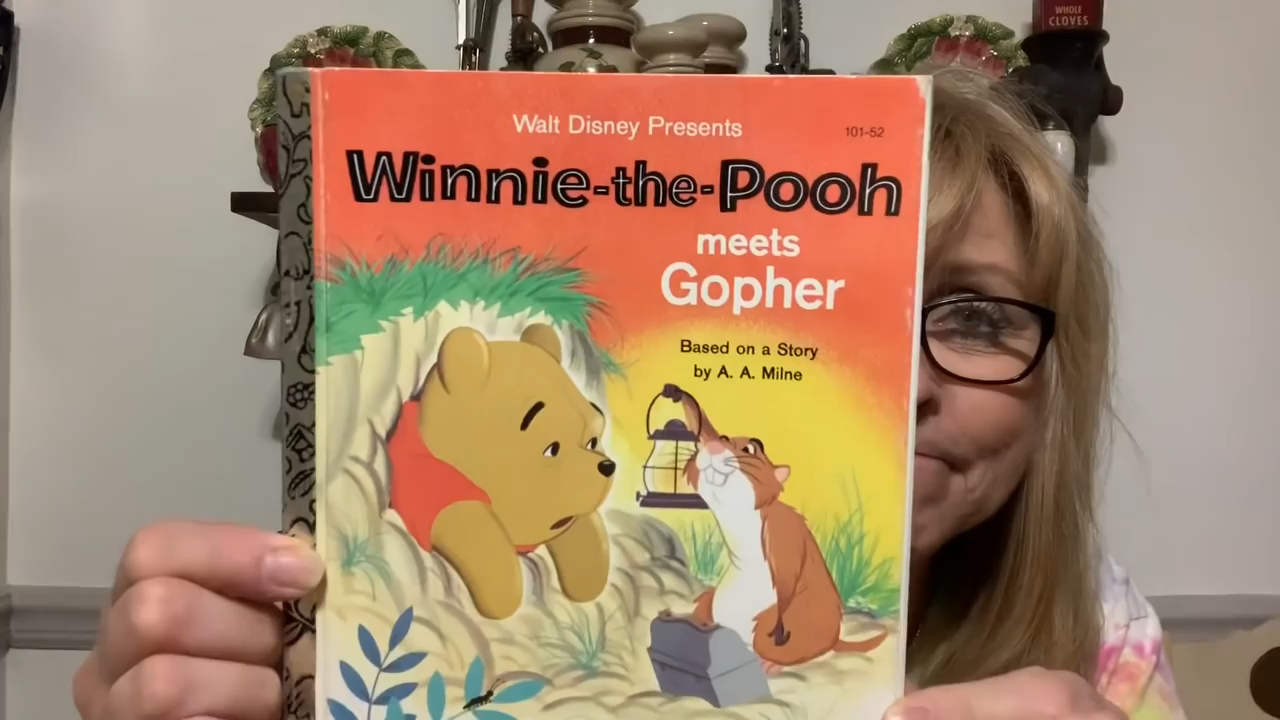 WHOLE
CLOVES
Walt Disney Presents
101-52
Winnie-the-Pooh
meets
Gopher
Based on a Story
by A. A. Milne